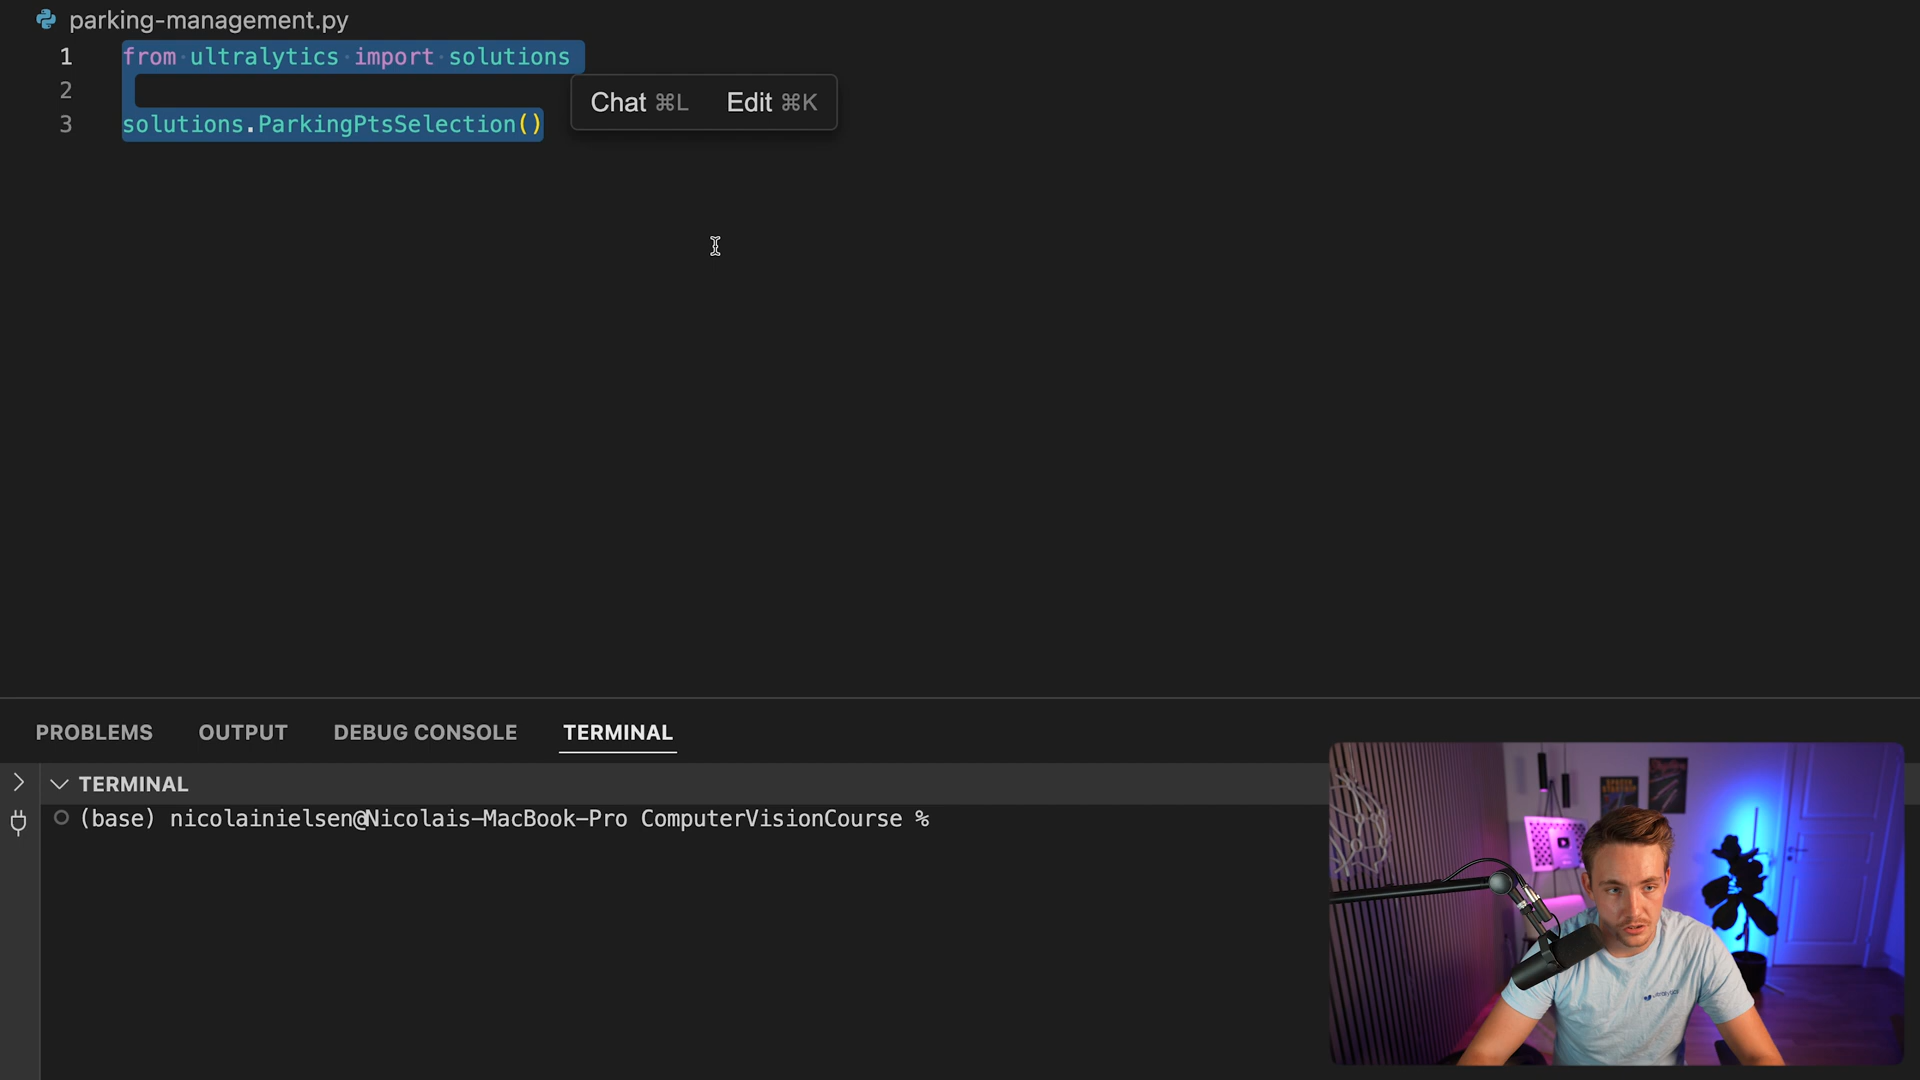 parking-management.py
1 from ultralytics import solutions
2
3 solutions.ParkingPtsSelection()
Chat ⌘L Edit ⌘K
PROBLEMS OUTPUT DEBUG CONSOLE TERMINAL
TERMINAL
(base) nicolainielsen@Nicolais-MacBook-Pro ComputerVisionCourse %
ultralytics